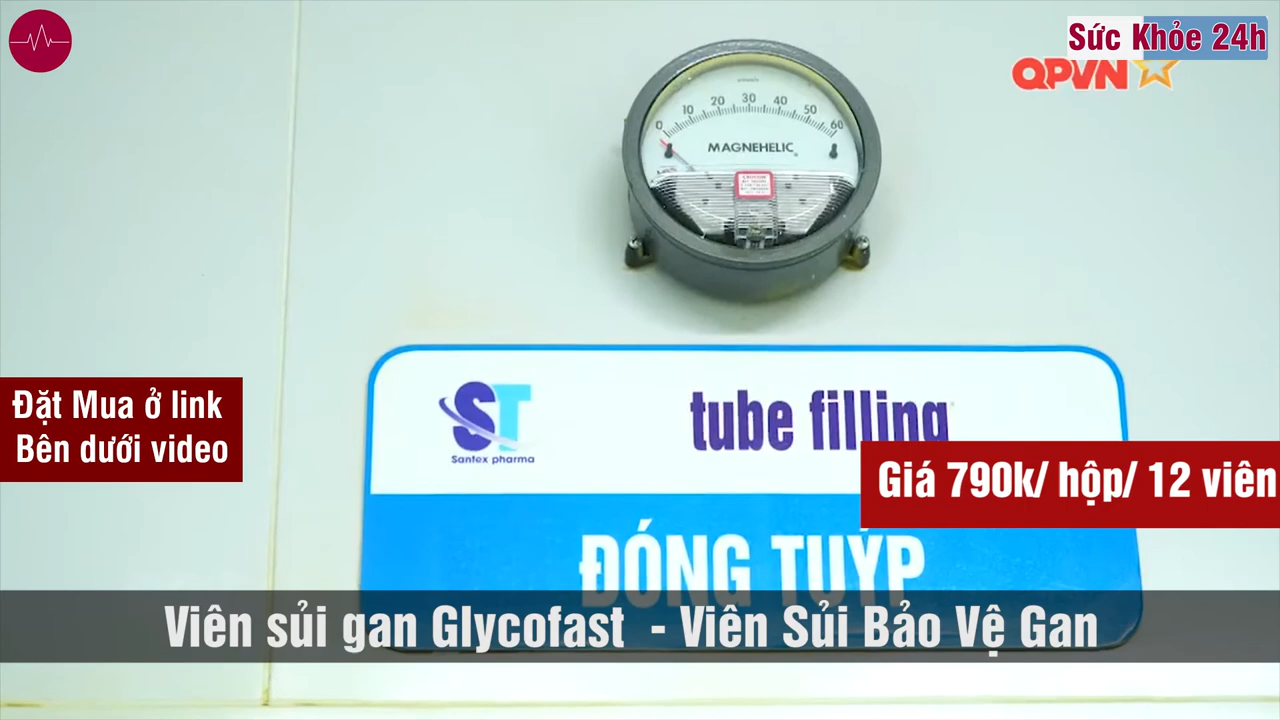 Sức Khỏe 24h
QPVN
0 10 20 30 40 50 60
MAGNEHELIC
Đặt Mua ở link
Bên dưới video
ST
Santex pharma
tube filling
Giá 790k/ hộp/ 12 viên
ĐÓNG TUÝP
Viên sủi gan Glycofast - Viên Sủi Bảo Vệ Gan